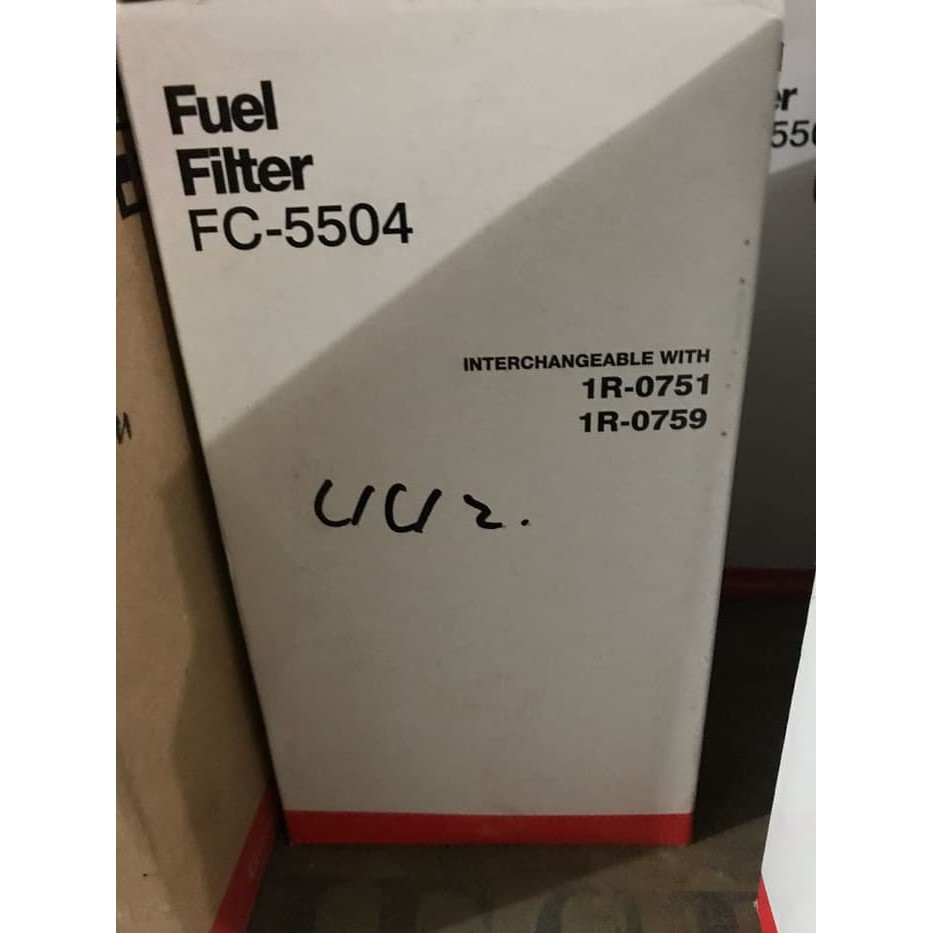 Fuel
Filter
FC-5504
INTERCHANGEABLE WITH
1R-0751
1R-0759